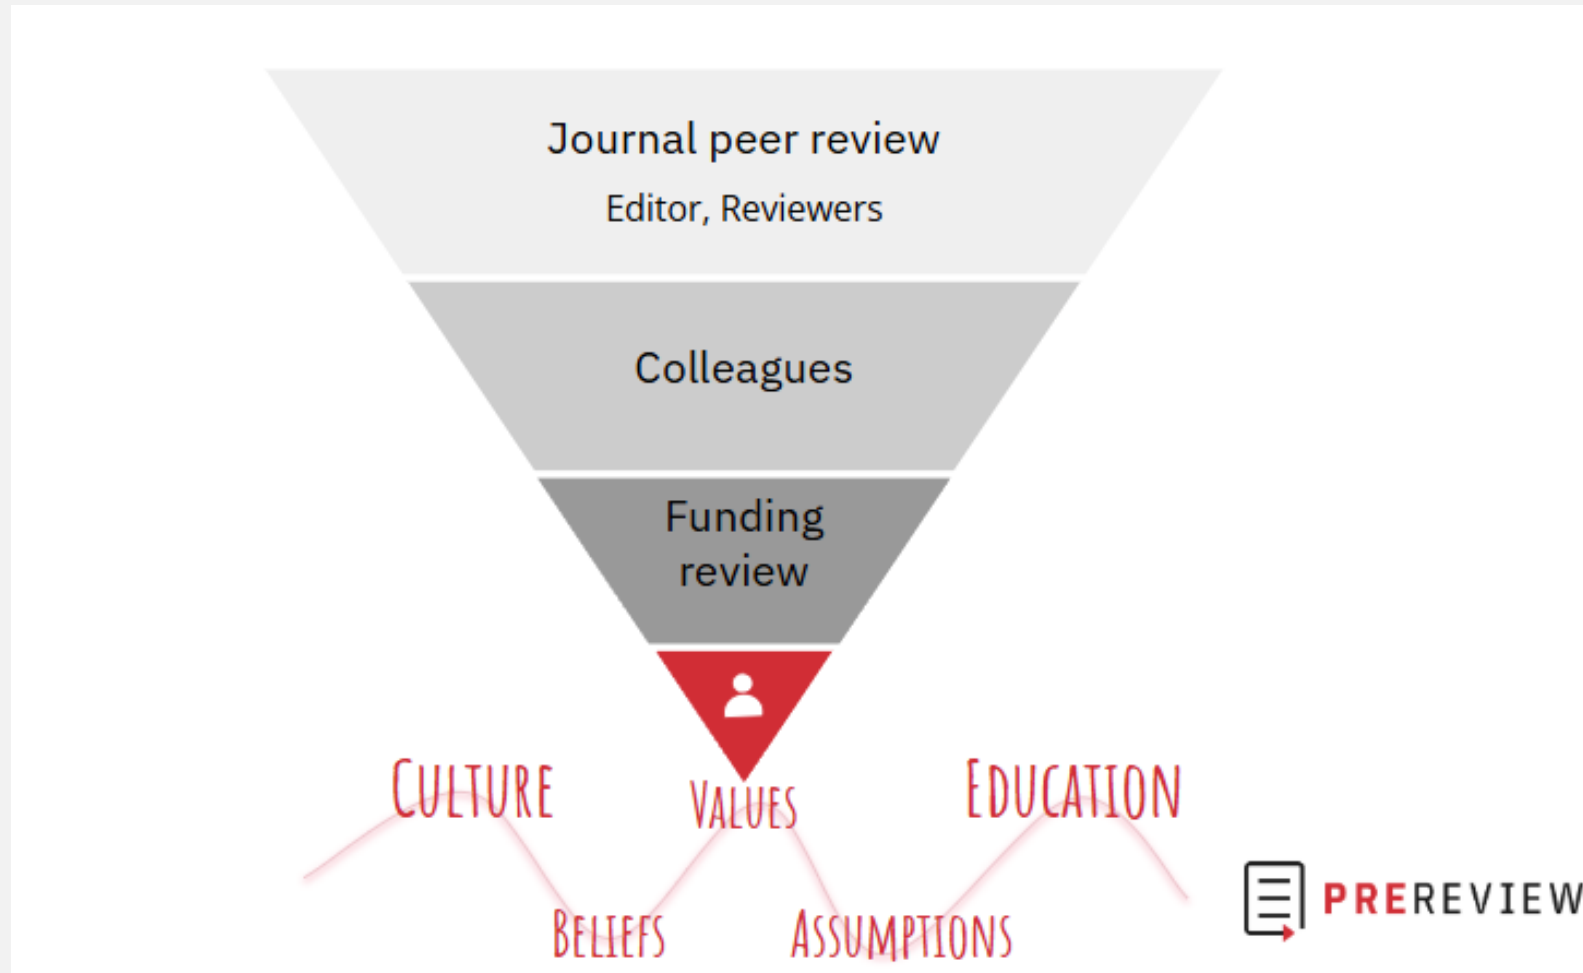 Journal peer review
Editor, Reviewers
Colleagues
Funding
review
CULTURE
VALUES
EDUCATION
BELIEFS
ASSUMPTIONS
PREREVIEW